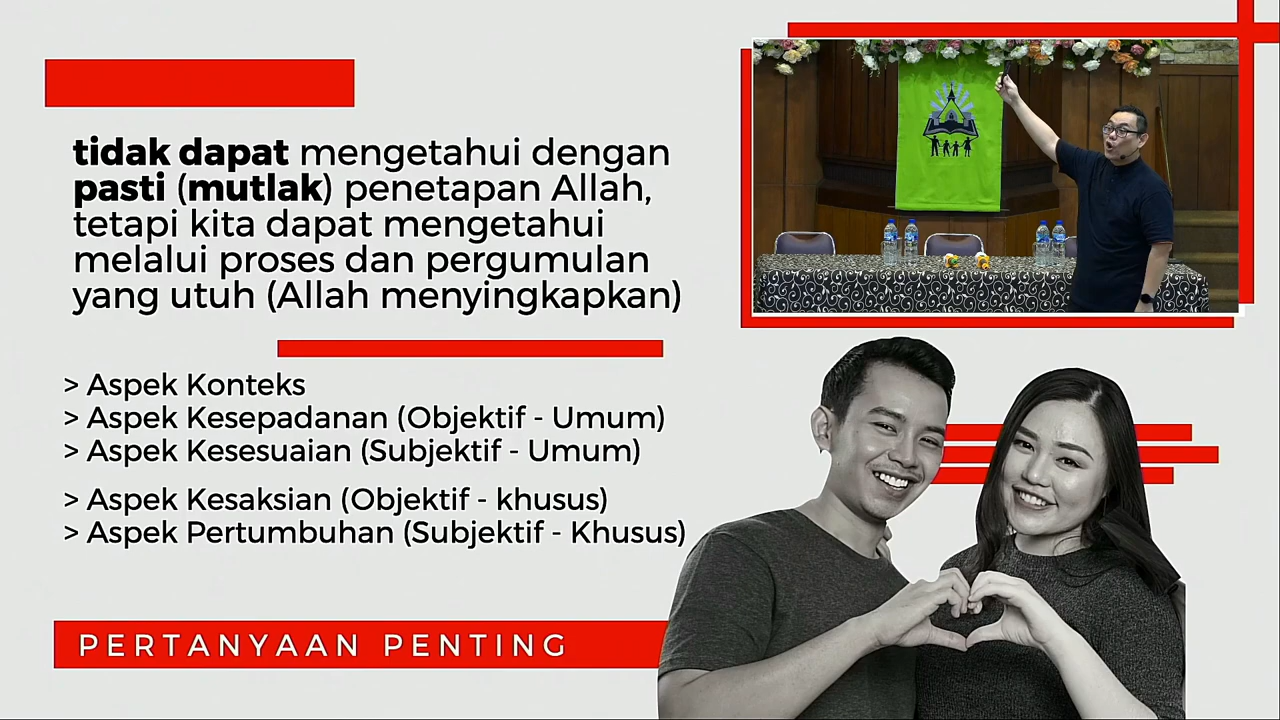 tidak dapat mengetahui dengan
pasti (mutlak) penetapan Allah,
tetapi kita dapat mengetahui
melalui proses dan pergumulan
yang utuh (Allah menyingkapkan)
> Aspek Konteks
> Aspek Kesepadanan (Objektif - Umum)
> Aspek Kesesuaian (Subjektif - Umum)
> Aspek Kesaksian (Objektif - khusus)
> Aspek Pertumbuhan (Subjektif - Khusus)
PERTANYAAN PENTING